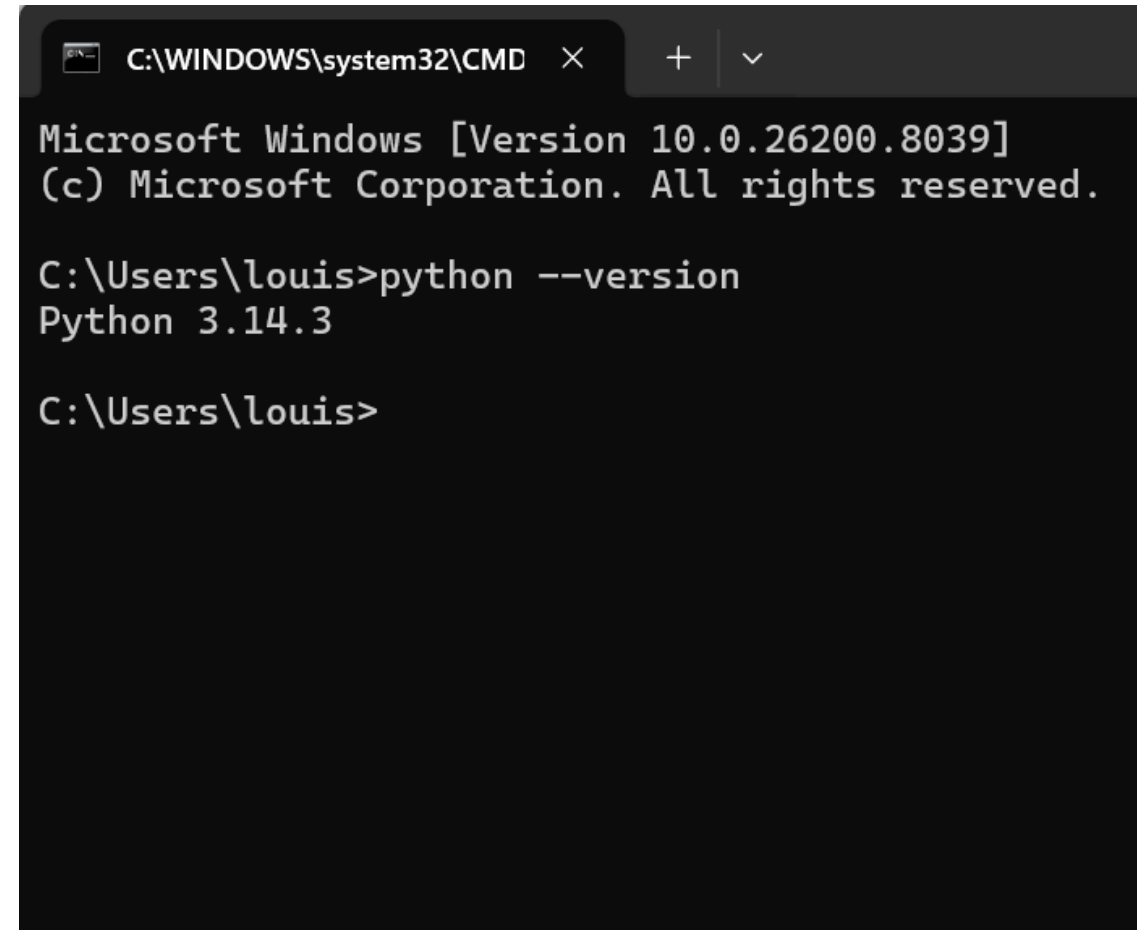 C:\WINDOWS\system32\CMD
Microsoft Windows [Version 10.0.26200.8039]
(c) Microsoft Corporation. All rights reserved.
C:\Users\louis>python --version
Python 3.14.3
C:\Users\louis>